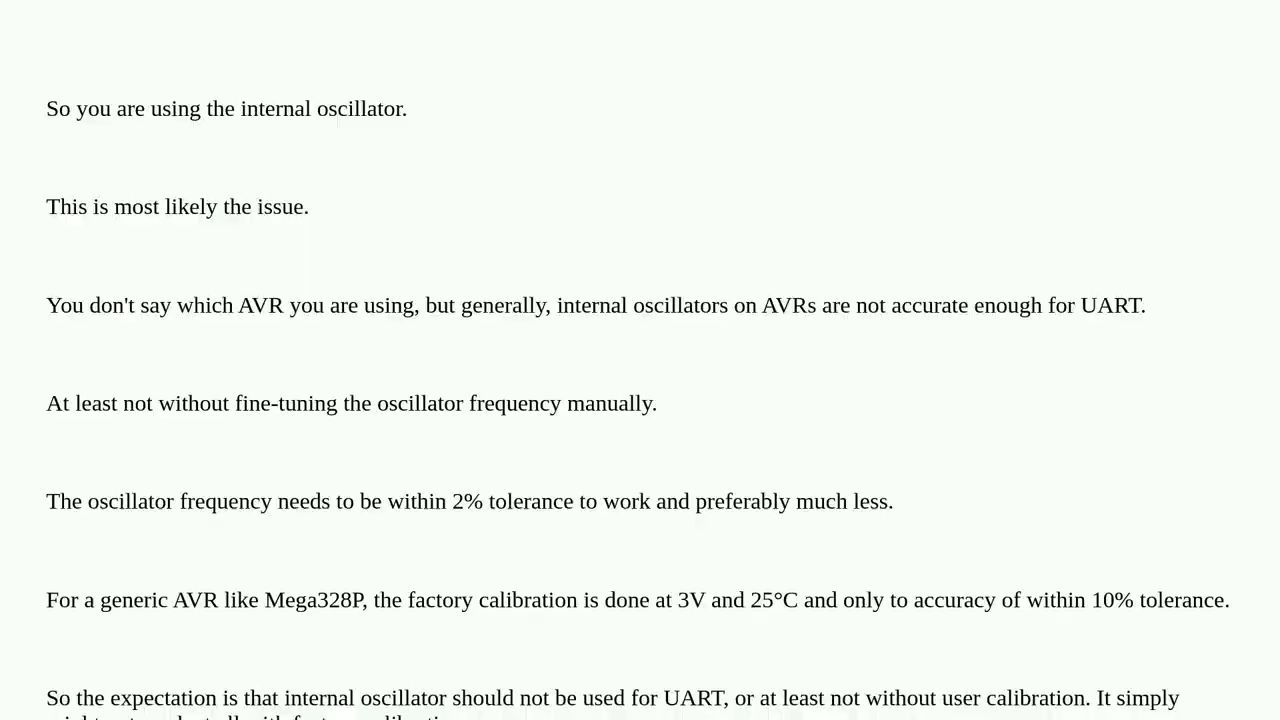 So you are using the internal oscillator.
This is most likely the issue.
You don't say which AVR you are using, but generally, internal oscillators on AVRs are not accurate enough for UART.
At least not without fine-tuning the oscillator frequency manually.
The oscillator frequency needs to be within 2% tolerance to work and preferably much less.
For a generic AVR like Mega328P, the factory calibration is done at 3V and 25°C and only to accuracy of within 10% tolerance.
So the expectation is that internal oscillator should not be used for UART, or at least not without user calibration. It simply